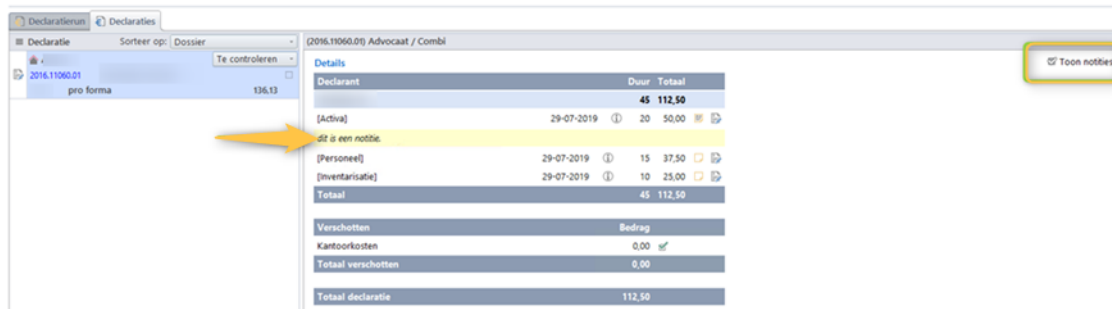 Declaratierun Declaraties
Declaratie Sorteer op: Dossier
Te controleren
2016.11060.01
pro forma 136,13
(2016.11060.01) Advocaat / Combi
Toon notities
Details
Declarant Duur Totaal
45 112,50
[Activa] 29-07-2019 20 50,00
dit is een notitie.
[Personeel] 29-07-2019 15 37,50
[Inventarisatie] 29-07-2019 10 25,00
Totaal 45 112,50
Verschotten Bedrag
Kantoorkosten 0,00
Totaal verschotten 0,00
Totaal declaratie 112,50